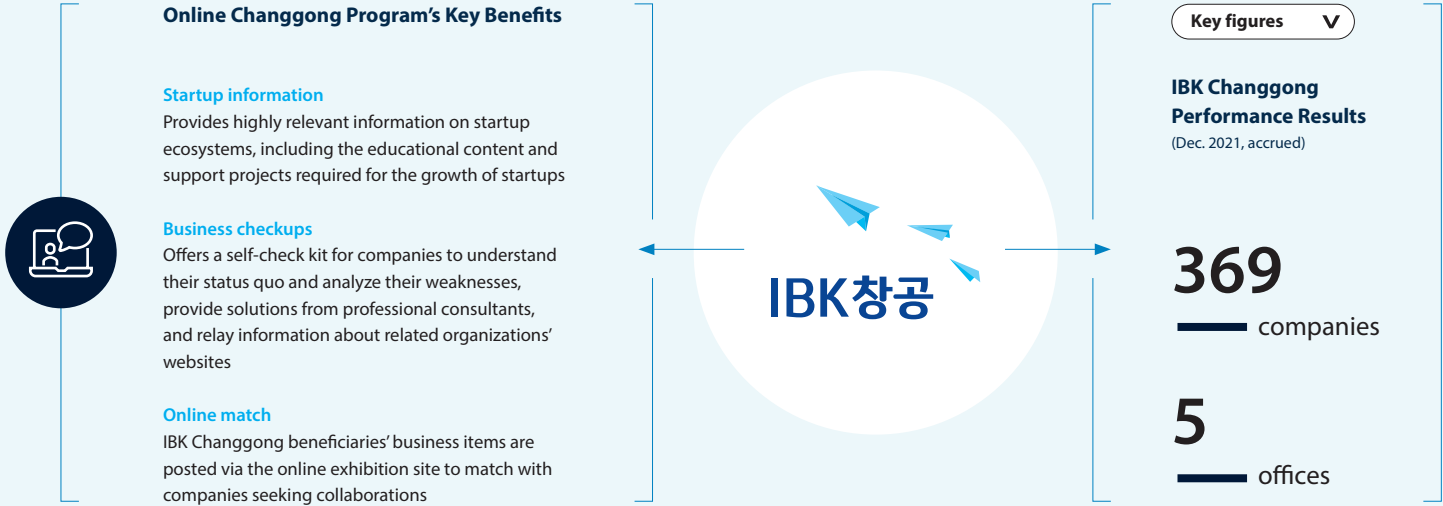 Online Changgong Program's Key Benefits
Startup information
Provides highly relevant information on startup
ecosystems, including the educational content and
support projects required for the growth of startups
Business checkups
Offers a self-check kit for companies to understand
their status quo and analyze their weaknesses,
provide solutions from professional consultants,
and relay information about related organizations'
websites
Online match
IBK Changgong beneficiaries' business items are
posted via the online exhibition site to match with
companies seeking collaborations
IBK창공
Key figures
IBK Changgong
Performance Results
(Dec. 2021, accrued)
369
companies
5
offices